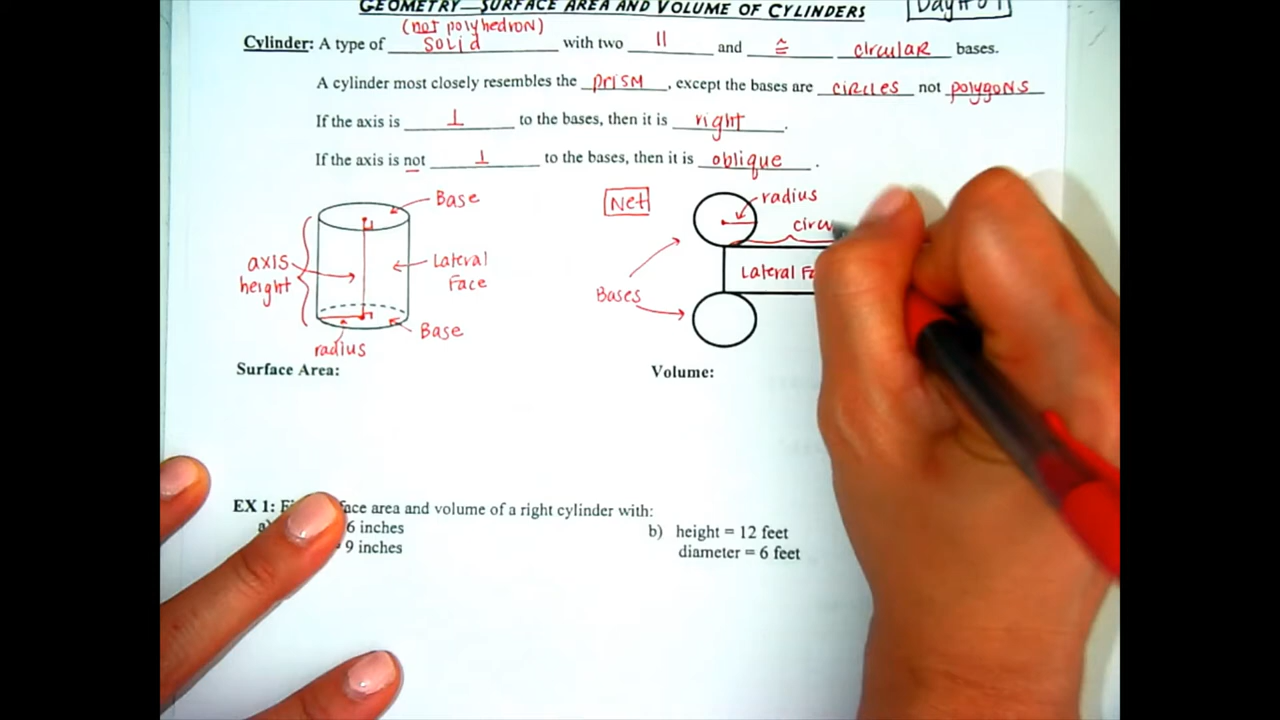 GEOMETRY—SURFACE AREA AND VOLUME OF CYLINDERS
(not polyhedron)
Cylinder: A type of solid with two || and ≅ circular bases.
A cylinder most closely resembles the prism, except the bases are circles not polygons
If the axis is ⊥ to the bases, then it is right.
If the axis is not ⊥ to the bases, then it is oblique.
Base
axis
height
Lateral
Face
Base
radius
Net
radius
circu
Lateral Fa
Bases
Surface Area:
Volume:
EX 1: face area and volume of a right cylinder with:
a) 6 inches
= 9 inches
b) height = 12 feet
diameter = 6 feet